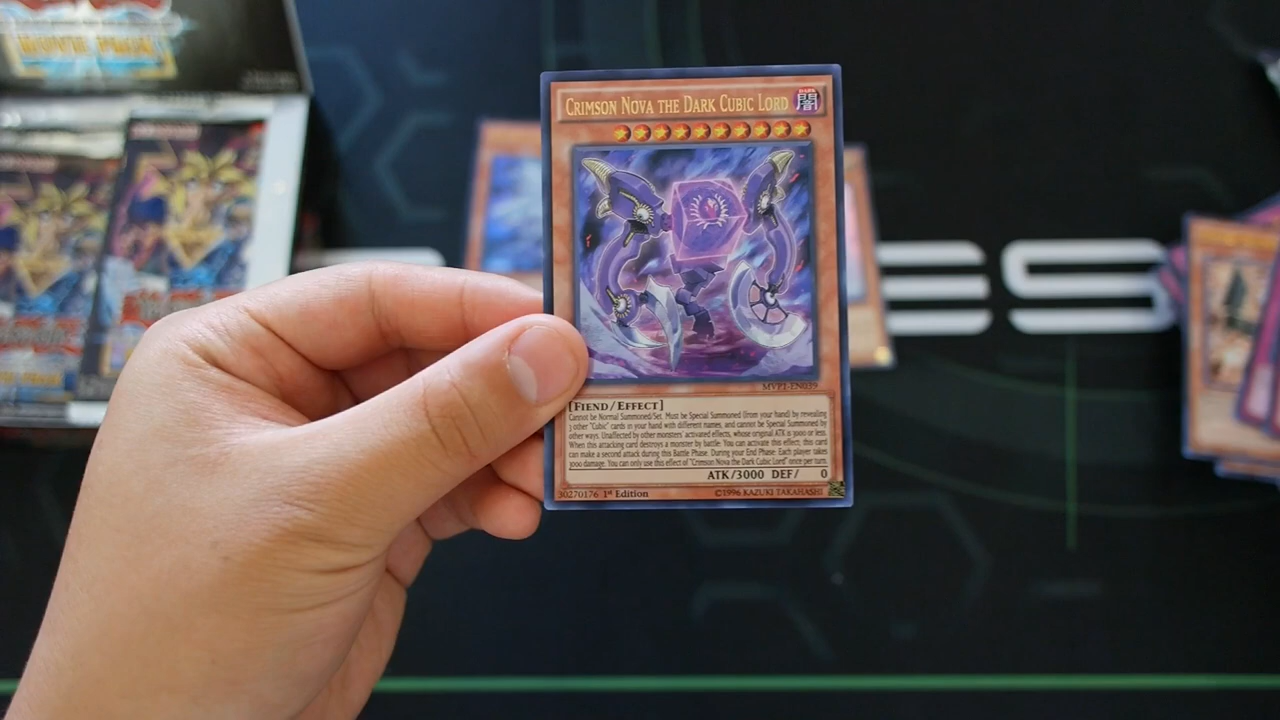 MOVIE PACK
CRIMSON NOVA THE DARK CUBIC LORD
DARK
闇
MVP1-EN039
[FIEND/EFFECT]
Cannot be Normal Summoned/Set. Must be Special Summoned (from your hand) by revealing
3 other "Cubic" cards in your hand with different names, and cannot be Special Summoned by
other ways. Unaffected by other monsters' activated effects, whose original ATK is 3000 or less.
When this attacking card destroys a monster by battle: You can activate this effect; this card
can make a second attack during this Battle Phase. During your End Phase: Each player takes
3000 damage. You can only use this effect of "Crimson Nova the Dark Cubic Lord" once per turn.
ATK/3000 DEF/ 0
30270176 1st Edition
©1996 KAZUKI TAKAHASHI
ES